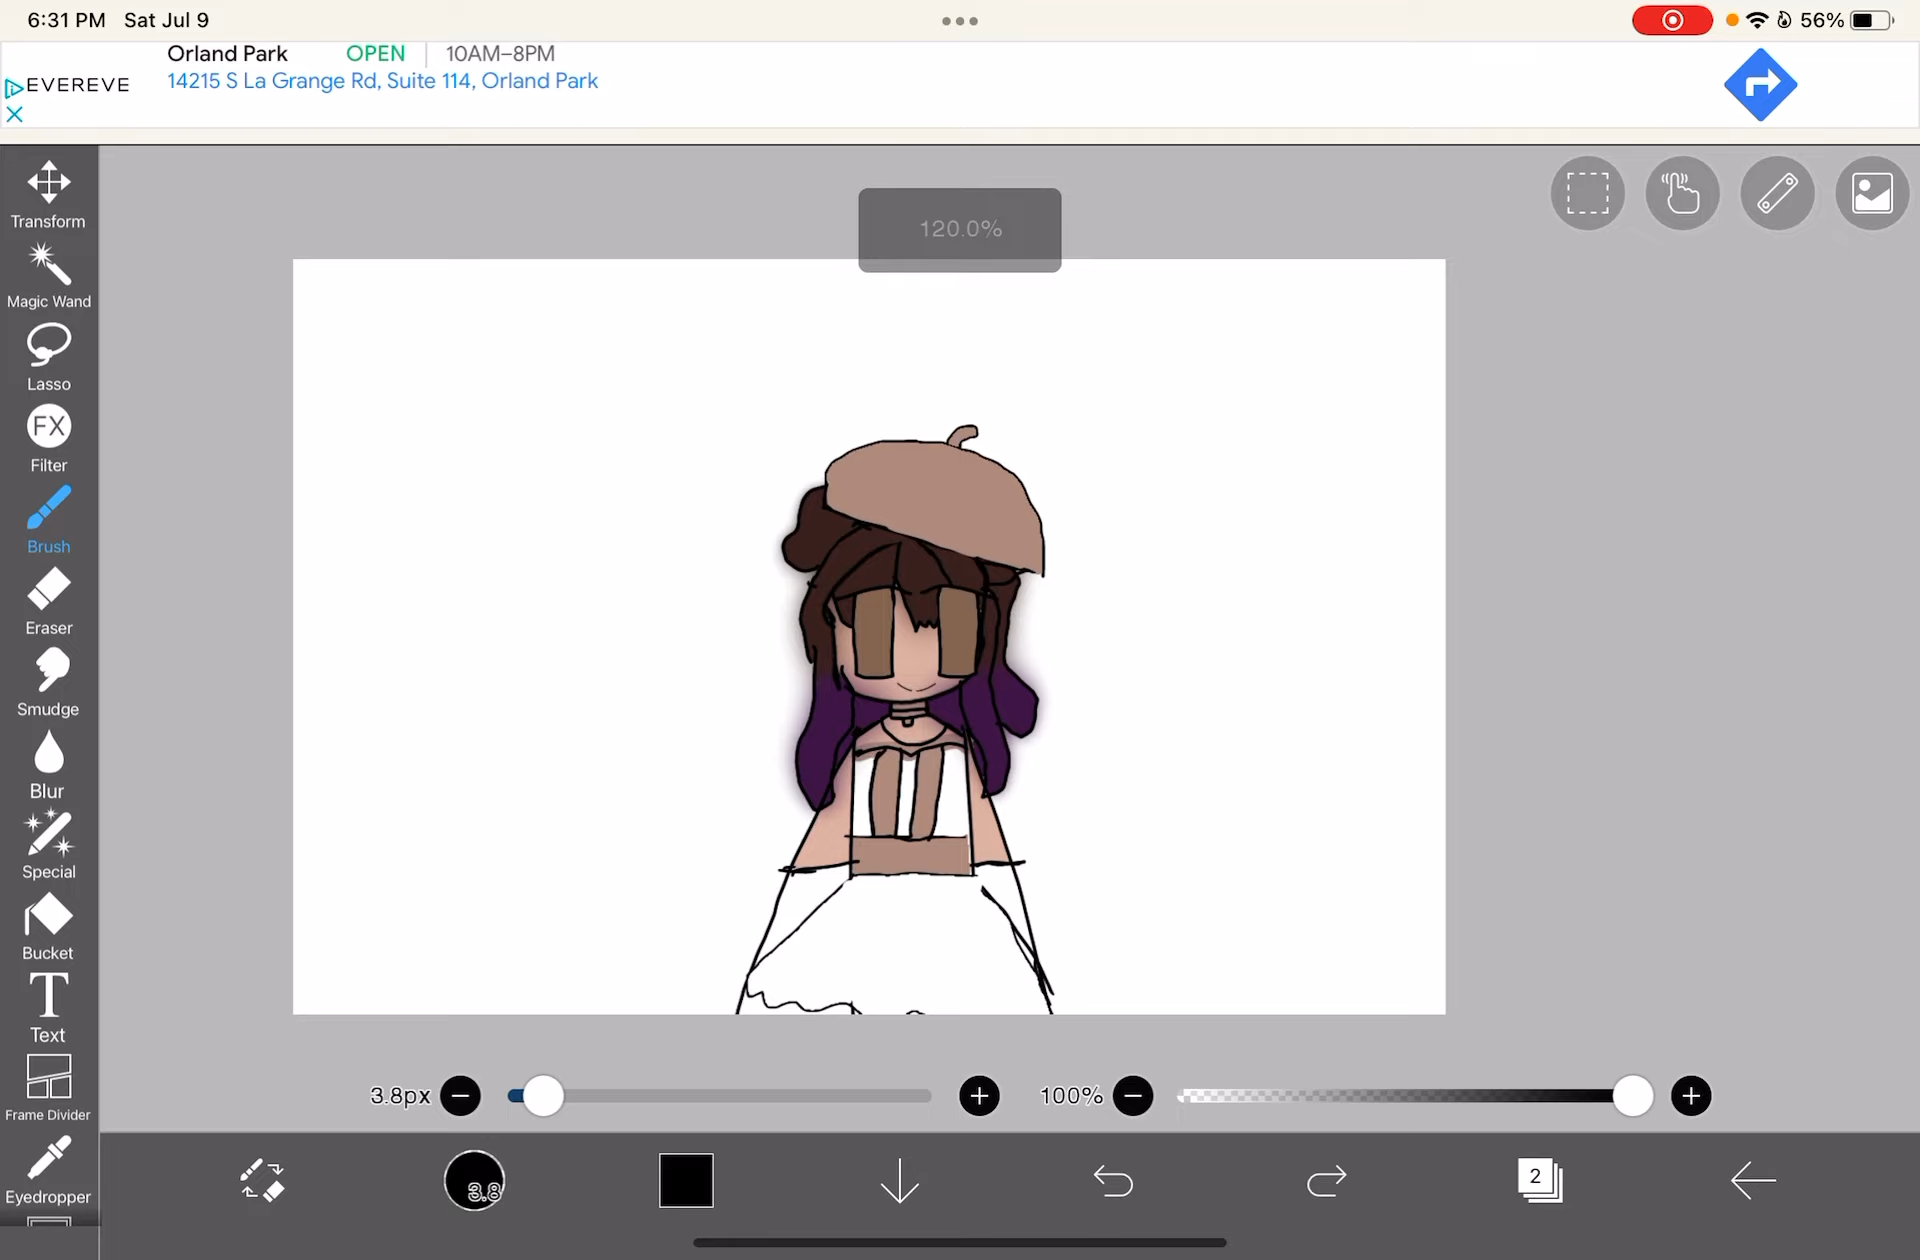 6:31 PM Sat Jul 9
56%
Orland Park OPEN 10AM–8PM
EVEREVE
14215 S La Grange Rd, Suite 114, Orland Park
Transform
120.0%
Magic Wand
Lasso
FX
Filter
Brush
Eraser
Smudge
Blur
Special
Bucket
T
Text
Frame Divider
Eyedropper
3.8px
100%
3.8
2